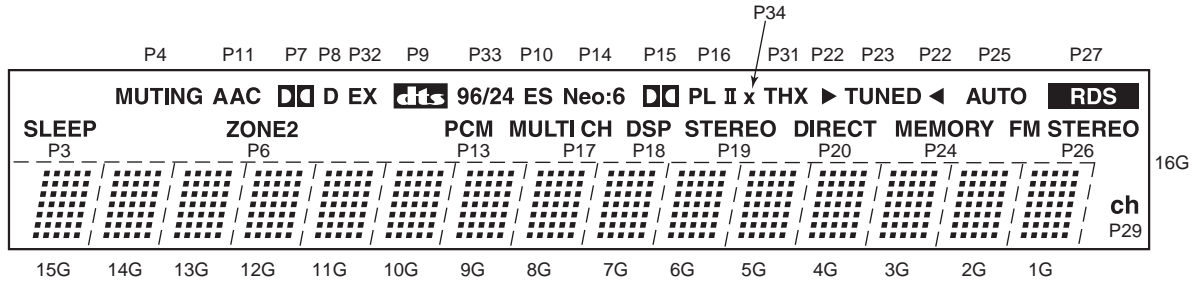 P34
P4 P11 P7 P8 P32 P9 P33 P10 P14 P15 P16 P31 P22 P23 P22 P25 P27
MUTING AAC D EX dts 96/24 ES Neo:6 PL II x THX ▶ TUNED ◀ AUTO RDS
SLEEP ZONE2 PCM MULTI CH DSP STEREO DIRECT MEMORY FM STEREO
P3 P6 P13 P17 P18 P19 P20 P24 P26
16G
ch
P29
15G 14G 13G 12G 11G 10G 9G 8G 7G 6G 5G 4G 3G 2G 1G